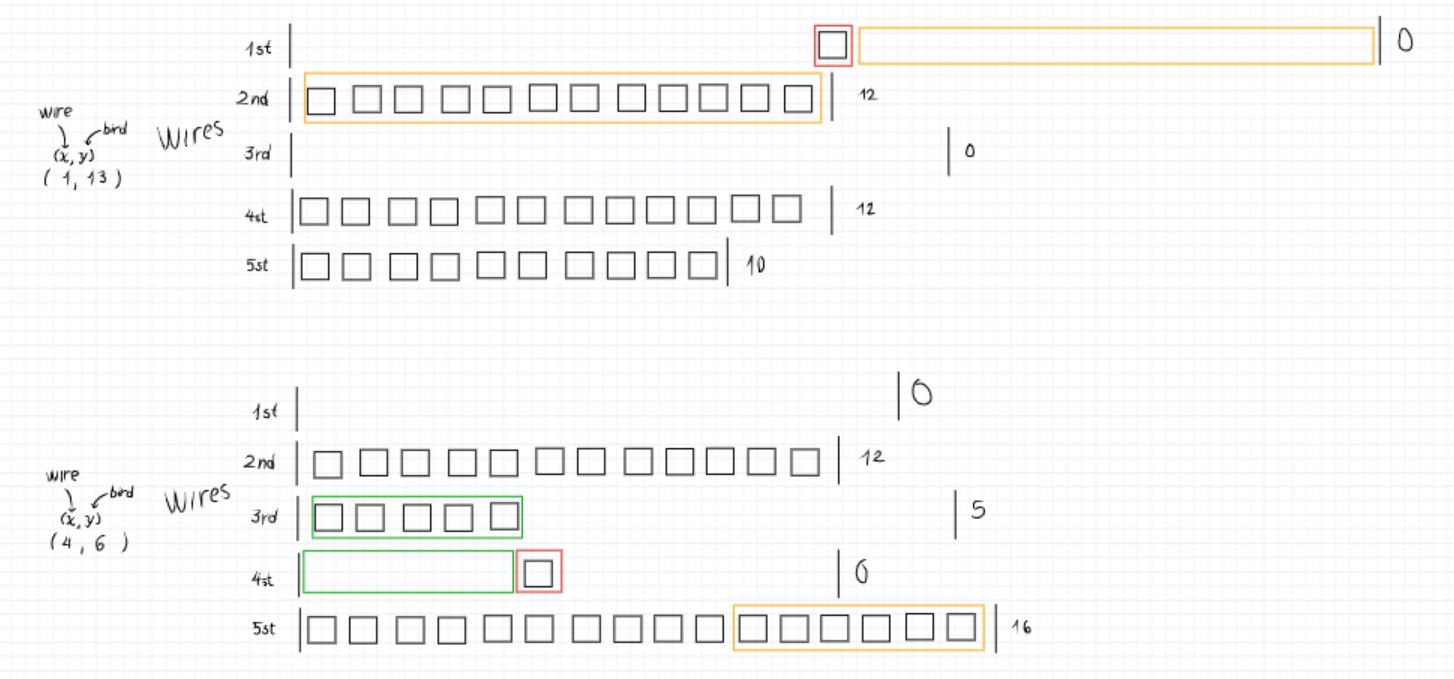 1st 0
2nd 12
wire
bird
(x, y)
(1, 13)
Wires
3rd 0
4st 12
5st 10
1st 0
2nd 12
wire
bird
(x, y)
(4, 6)
Wires
3rd 5
4st 0
5st 16